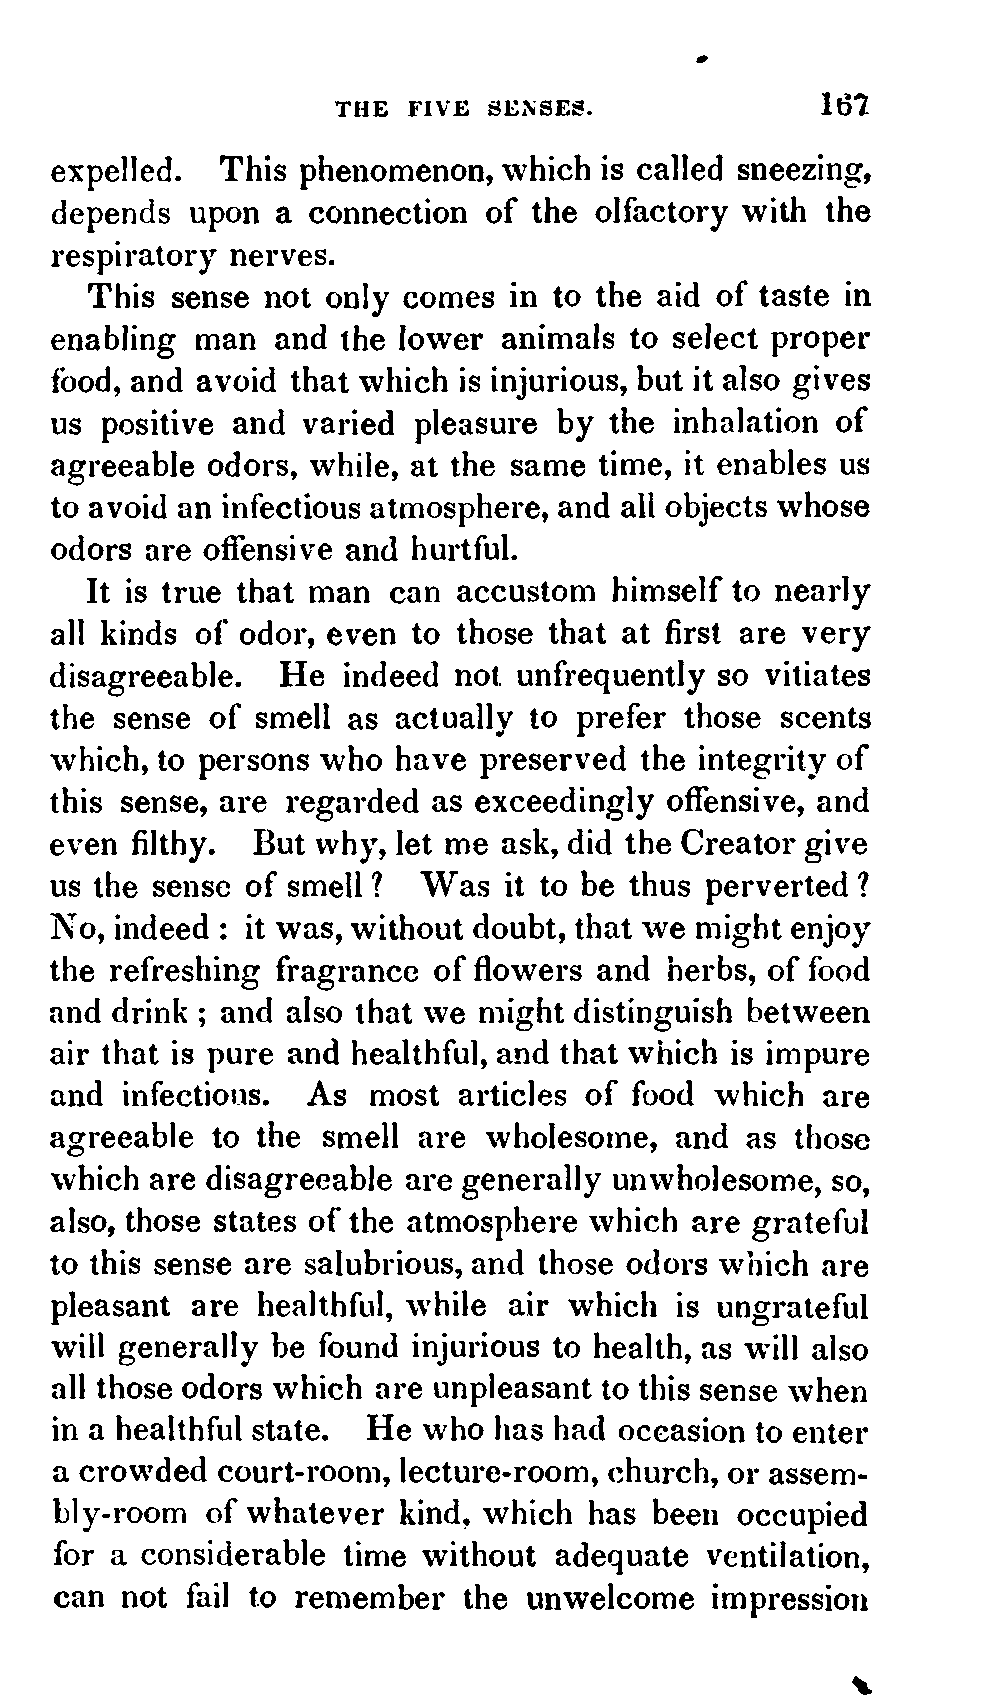 THE FIVE SENSES. 167
expelled. This phenomenon, which is called sneezing,
depends upon a connection of the olfactory with the
respiratory nerves.
This sense not only comes in to the aid of taste in
enabling man and the lower animals to select proper
food, and avoid that which is injurious, but it also gives
us positive and varied pleasure by the inhalation of
agreeable odors, while, at the same time, it enables us
to avoid an infectious atmosphere, and all objects whose
odors are offensive and hurtful.
It is true that man can accustom himself to nearly
all kinds of odor, even to those that at first are very
disagreeable. He indeed not unfrequently so vitiates
the sense of smell as actually to prefer those scents
which, to persons who have preserved the integrity of
this sense, are regarded as exceedingly offensive, and
even filthy. But why, let me ask, did the Creator give
us the sense of smell? Was it to be thus perverted?
No, indeed: it was, without doubt, that we might enjoy
the refreshing fragrance of flowers and herbs, of food
and drink; and also that we might distinguish between
air that is pure and healthful, and that which is impure
and infectious. As most articles of food which are
agreeable to the smell are wholesome, and as those
which are disagreeable are generally unwholesome, so,
also, those states of the atmosphere which are grateful
to this sense are salubrious, and those odors which are
pleasant are healthful, while air which is ungrateful
will generally be found injurious to health, as will also
all those odors which are unpleasant to this sense when
in a healthful state. He who has had occasion to enter
a crowded court-room, lecture-room, church, or assem-
bly-room of whatever kind, which has been occupied
for a considerable time without adequate ventilation,
can not fail to remember the unwelcome impression